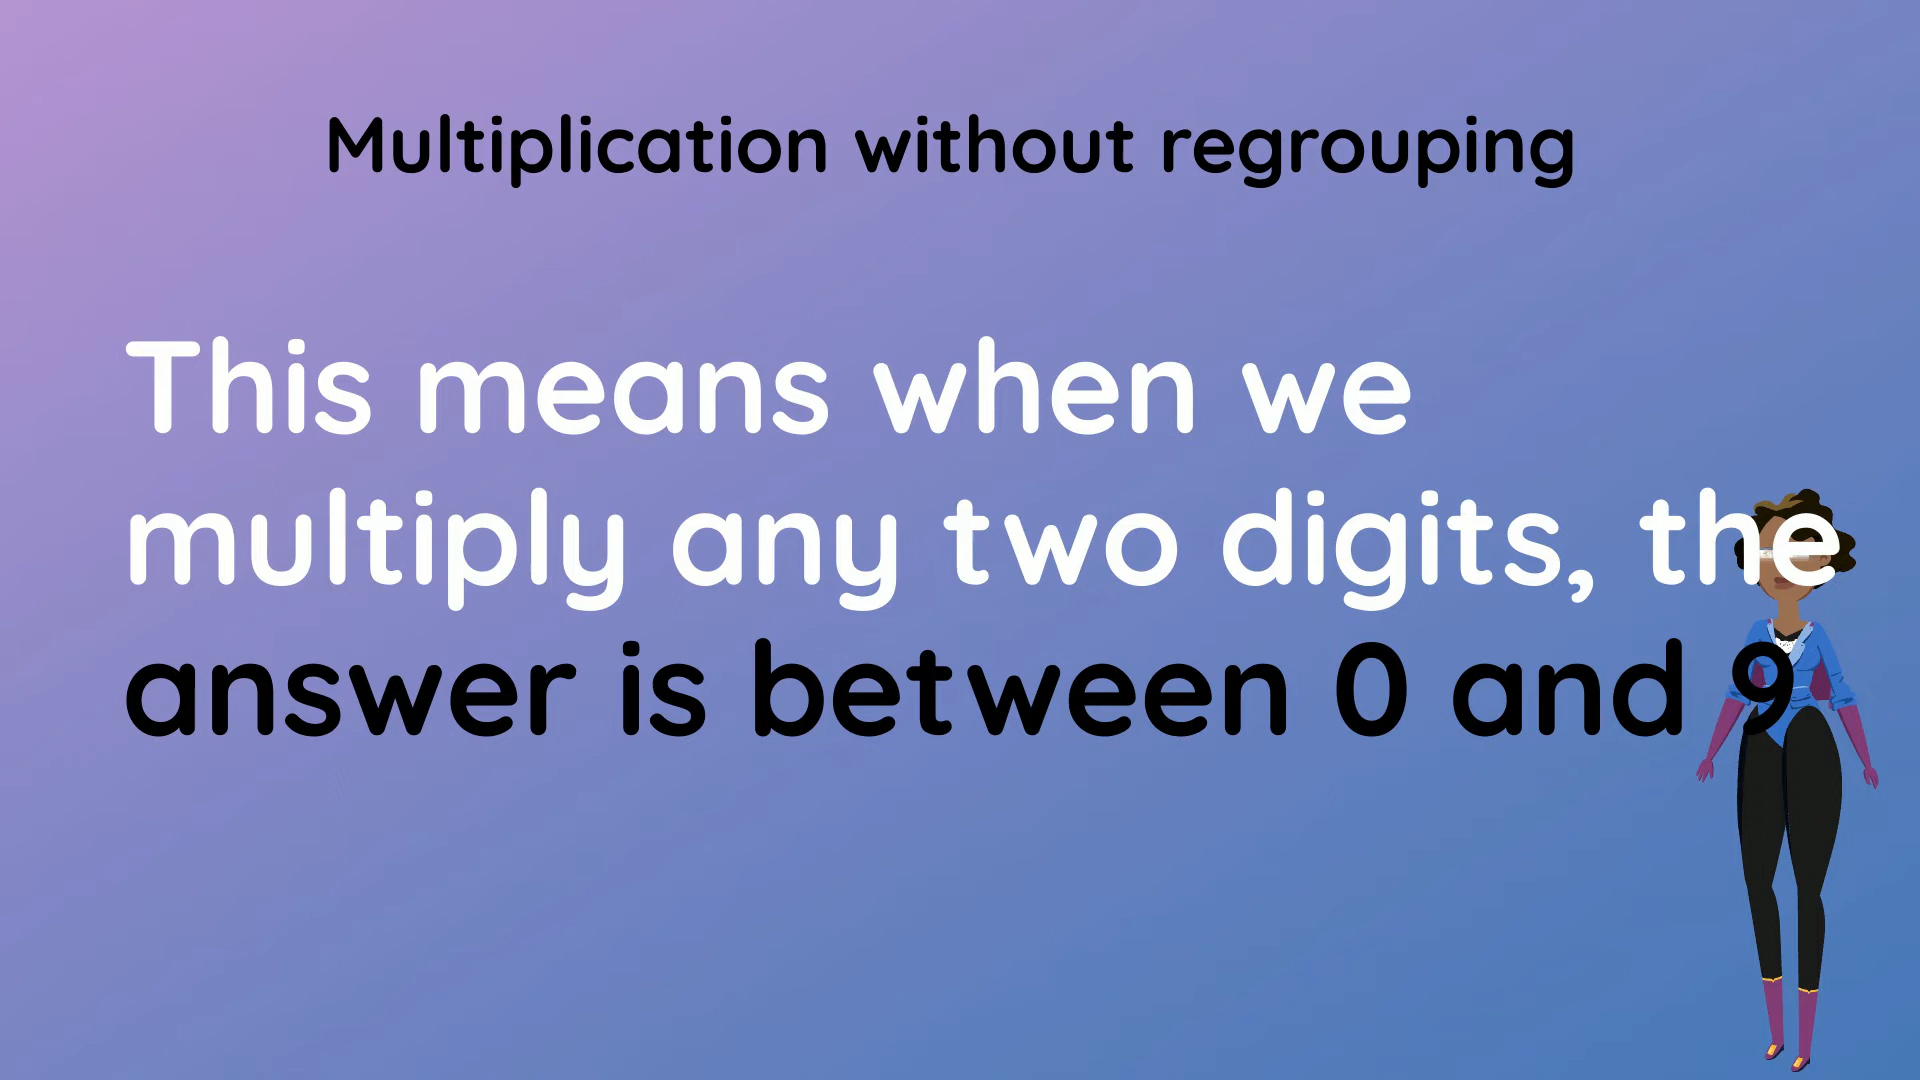 Multiplication without regrouping
This means when we
multiply any two digits, the
answer is between 0 and 9